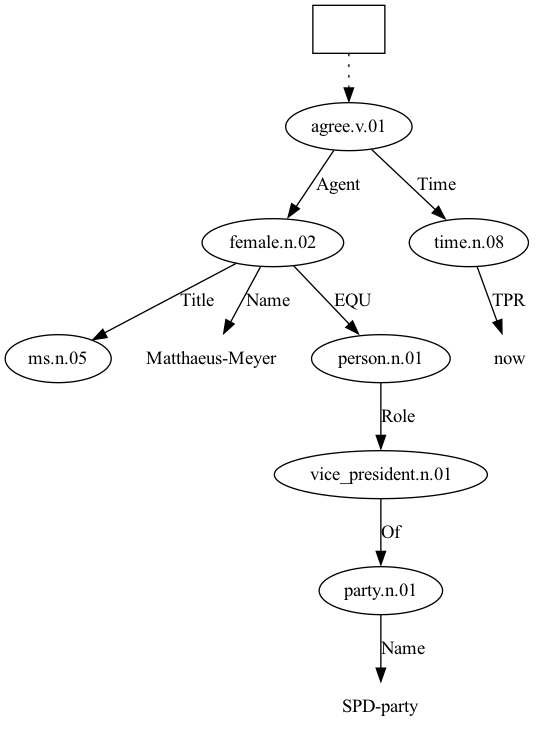 agree.v.01
Agent
Time
female.n.02
time.n.08
Title
Name
EQU
TPR
ms.n.05
Matthaeus-Meyer
person.n.01
now
Role
vice_president.n.01
Of
party.n.01
Name
SPD-party